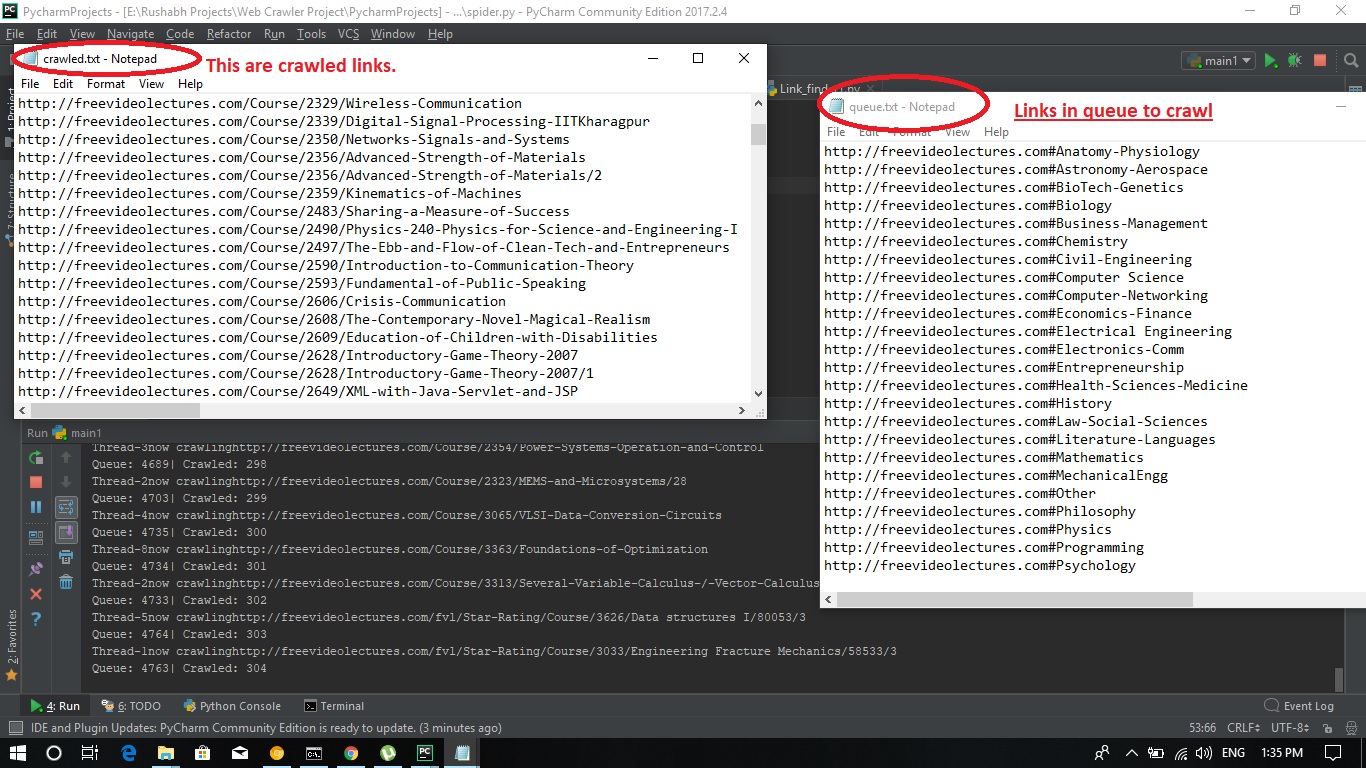 PycharmProjects - [E:\Rushabh Projects\Web Crawler Project\PycharmProjects] - ...\spider.py - PyCharm Community Edition 2017.2.4
File Edit View Navigate Code Refactor Run Tools VCS Window Help
main1
crawled.txt - Notepad
This are crawled links.
File Edit Format View Help
http://freevideolectures.com/Course/2329/Wireless-Communication
http://freevideolectures.com/Course/2339/Digital-Signal-Processing-IITKharagpur
http://freevideolectures.com/Course/2350/Networks-Signals-and-Systems
http://freevideolectures.com/Course/2356/Advanced-Strength-of-Materials
http://freevideolectures.com/Course/2356/Advanced-Strength-of-Materials/2
http://freevideolectures.com/Course/2359/Kinematics-of-Machines
http://freevideolectures.com/Course/2483/Sharing-a-Measure-of-Success
http://freevideolectures.com/Course/2490/Physics-240-Physics-for-Science-and-Engineering-I
http://freevideolectures.com/Course/2497/The-Ebb-and-Flow-of-Clean-Tech-and-Entrepreneurs
http://freevideolectures.com/Course/2590/Introduction-to-Communication-Theory
http://freevideolectures.com/Course/2593/Fundamental-of-Public-Speaking
http://freevideolectures.com/Course/2606/Crisis-Communication
http://freevideolectures.com/Course/2608/The-Contemporary-Novel-Magical-Realism
http://freevideolectures.com/Course/2609/Education-of-Children-with-Disabilities
http://freevideolectures.com/Course/2628/Introductory-Game-Theory-2007
http://freevideolectures.com/Course/2628/Introductory-Game-Theory-2007/1
http://freevideolectures.com/Course/2649/XML-with-Java-Servlet-and-JSP
queue.txt - Notepad
Links in queue to crawl
File Edit Format View Help
http://freevideolectures.com#Anatomy-Physiology
http://freevideolectures.com#Astronomy-Aerospace
http://freevideolectures.com#BioTech-Genetics
http://freevideolectures.com#Biology
http://freevideolectures.com#Business-Management
http://freevideolectures.com#Chemistry
http://freevideolectures.com#Civil-Engineering
http://freevideolectures.com#Computer Science
http://freevideolectures.com#Computer-Networking
http://freevideolectures.com#Economics-Finance
http://freevideolectures.com#Electrical Engineering
http://freevideolectures.com#Electronics-Comm
http://freevideolectures.com#Entrepreneurship
http://freevideolectures.com#Health-Sciences-Medicine
http://freevideolectures.com#History
http://freevideolectures.com#Law-Social-Sciences
http://freevideolectures.com#Literature-Languages
http://freevideolectures.com#Mathematics
http://freevideolectures.com#MechanicalEngg
http://freevideolectures.com#Other
http://freevideolectures.com#Philosophy
http://freevideolectures.com#Physics
http://freevideolectures.com#Programming
http://freevideolectures.com#Psychology
1: Project
7: Structure
2: Favorites
Run main1
Thread-3now crawlinghttp://freevideolectures.com/Course/2354/Power-Systems-Operation-and-Control
Queue: 4689| Crawled: 298
Thread-2now crawlinghttp://freevideolectures.com/Course/2323/MEMS-and-Microsystems/28
Queue: 4703| Crawled: 299
Thread-4now crawlinghttp://freevideolectures.com/Course/3065/VLSI-Data-Conversion-Circuits
Queue: 4735| Crawled: 300
Thread-8now crawlinghttp://freevideolectures.com/Course/3363/Foundations-of-Optimization
Queue: 4734| Crawled: 301
Thread-2now crawlinghttp://freevideolectures.com/Course/3313/Several-Variable-Calculus-/-Vector-Calculus
Queue: 4733| Crawled: 302
Thread-5now crawlinghttp://freevideolectures.com/fvl/Star-Rating/Course/3626/Data structures I/80053/3
Queue: 4764| Crawled: 303
Thread-1now crawlinghttp://freevideolectures.com/fvl/Star-Rating/Course/3033/Engineering Fracture Mechanics/58533/3
Queue: 4763| Crawled: 304
4: Run 6: TODO Python Console Terminal Event Log
IDE and Plugin Updates: PyCharm Community Edition is ready to update. (3 minutes ago) 53:66 CRLF UTF-8
ENG 1:35 PM